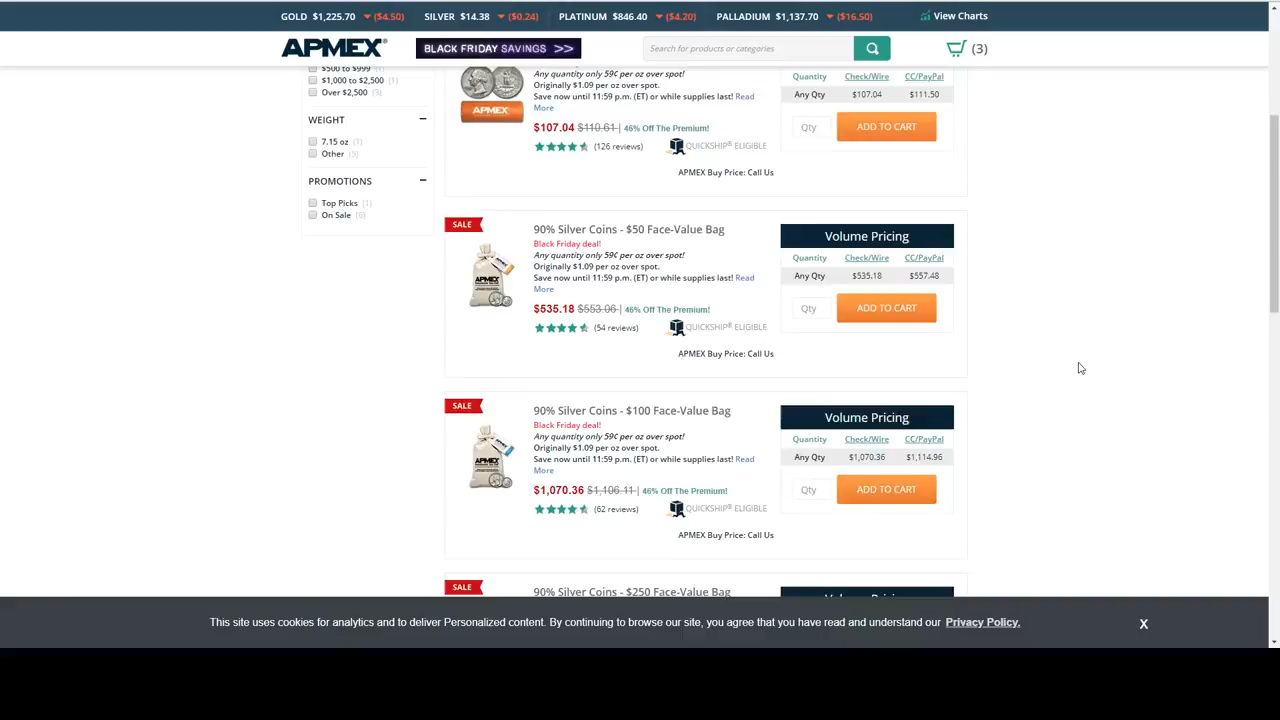 GOLD $1,225.70 ($4.50) SILVER $14.38 ($0.24) PLATINUM $846.40 ($4.20) PALLADIUM $1,137.70 ($16.50) View Charts
APMEX® BLACK FRIDAY SAVINGS >> Search for products or categories (3)
$500 to $999
$1,000 to $2,500 (1)
Over $2,500 (3)
WEIGHT
7.15 oz (1)
Other (5)
PROMOTIONS
Top Picks (1)
On Sale (6)
APMEX
Any quantity only 59¢ per oz over spot!
Originally $1.09 per oz over spot.
Save now until 11:59 p.m. (ET) or while supplies last! Read
More
$107.04 $110.61 | 46% Off The Premium!
(126 reviews) QUICKSHIP® ELIGIBLE
APMEX Buy Price: Call Us
Quantity Check/Wire CC/PayPal
Any Qty $107.04 $111.50
Qty ADD TO CART
SALE
APMEX
90% Silver Coins - $50 Face-Value Bag
Black Friday deal!
Any quantity only 59¢ per oz over spot!
Originally $1.09 per oz over spot.
Save now until 11:59 p.m. (ET) or while supplies last! Read
More
$535.18 $553.06 | 46% Off The Premium!
(54 reviews) QUICKSHIP® ELIGIBLE
APMEX Buy Price: Call Us
Volume Pricing
Quantity Check/Wire CC/PayPal
Any Qty $535.18 $557.48
Qty ADD TO CART
SALE
APMEX
90% Silver Coins - $100 Face-Value Bag
Black Friday deal!
Any quantity only 59¢ per oz over spot!
Originally $1.09 per oz over spot.
Save now until 11:59 p.m. (ET) or while supplies last! Read
More
$1,070.36 $1,106.11 | 46% Off The Premium!
(62 reviews) QUICKSHIP® ELIGIBLE
APMEX Buy Price: Call Us
Volume Pricing
Quantity Check/Wire CC/PayPal
Any Qty $1,070.36 $1,114.96
Qty ADD TO CART
SALE
90% Silver Coins - $250 Face-Value Bag
Volume Pricing
This site uses cookies for analytics and to deliver Personalized content. By continuing to browse our site, you agree that you have read and understand our Privacy Policy. X